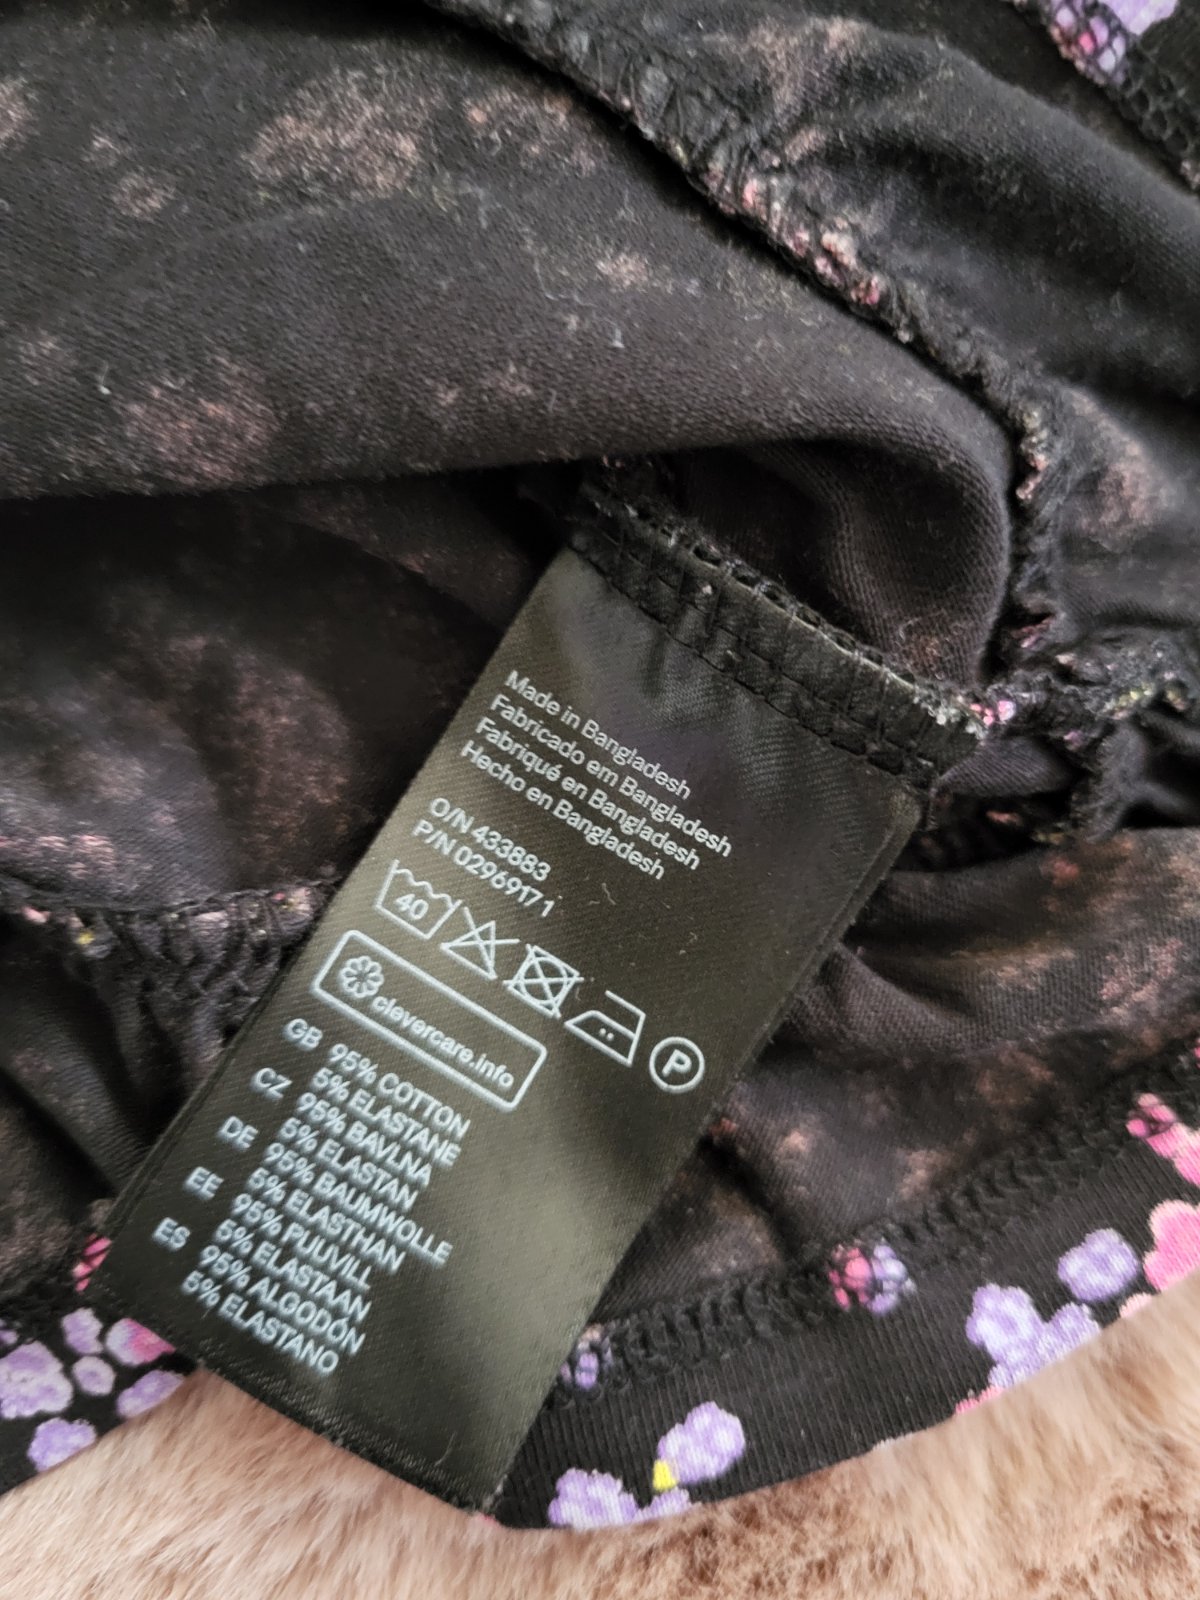 Made in Bangladesh
Fabricado em Bangladesh
Fabriqué en Bangladesh
Hecho en Bangladesh
O/N 433883
P/N 02969171
40 P
clevercare.info
GB 95% COTTON
5% ELASTANE
CZ 95% BAVLNA
5% ELASTAN
DE 95% BAUMWOLLE
5% ELASTHAN
EE 95% PUUVILL
5% ELASTAAN
ES 95% ALGODÓN
5% ELASTANO